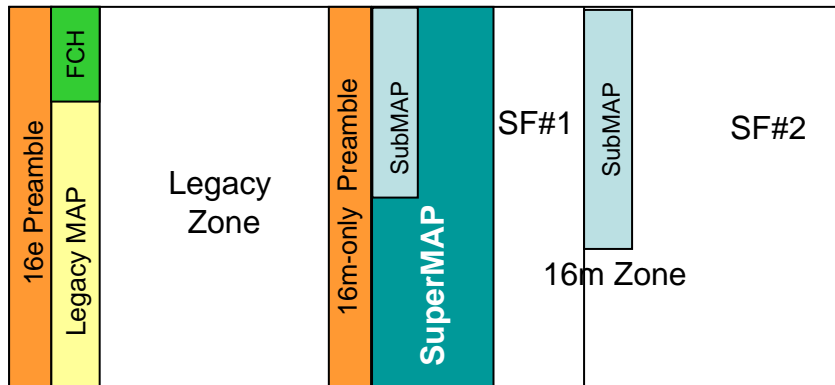 16e Preamble
FCH
Legacy MAP
Legacy
Zone
16m-only Preamble
SubMAP
SuperMAP
SF#1
SubMAP
SF#2
16m Zone